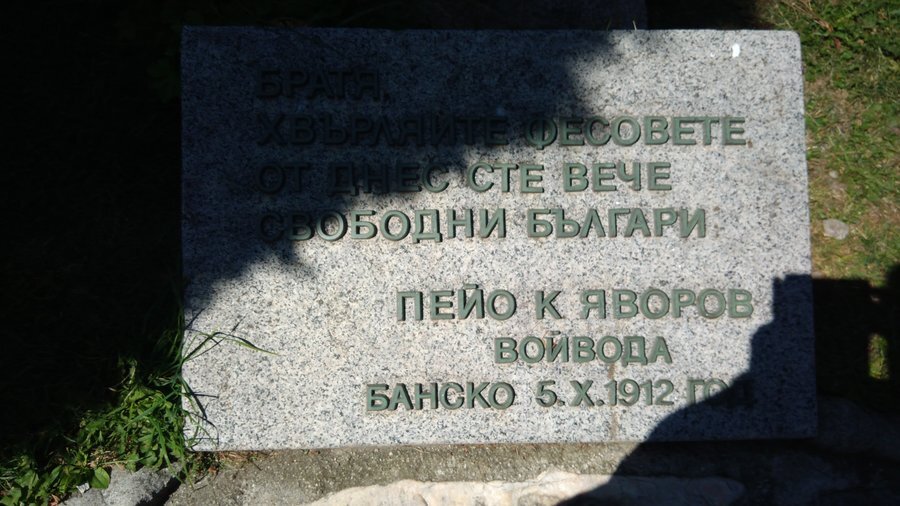 БРАТЯ,
ХВЪРЛЯЙТЕ ФЕСОВЕТЕ
ОТ ДНЕС СТЕ ВЕЧЕ
СВОБОДНИ БЪЛГАРИ
ПЕЙО К ЯВОРОВ
ВОЙВОДА
БАНСКО 5.X.1912 ГОД